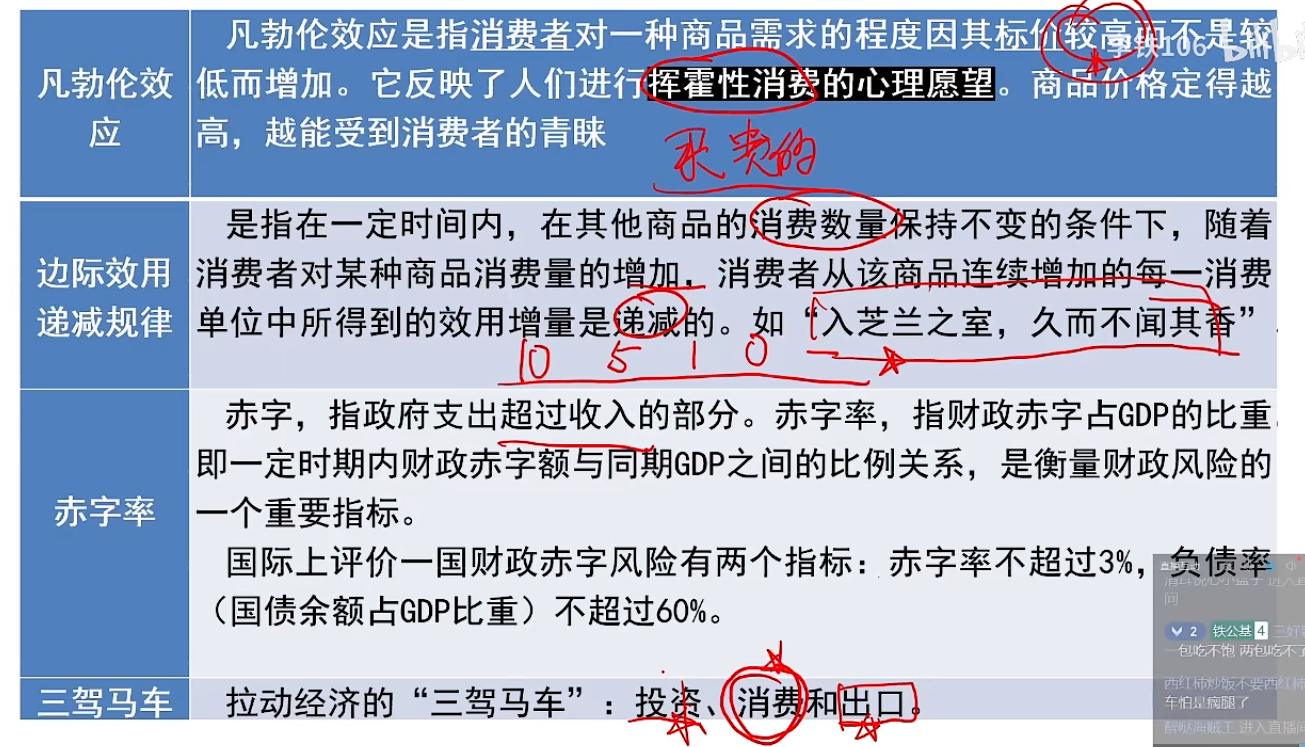 凡勃伦效
应
凡勃伦效应是指消费者对一种商品需求的程度因其标价较高而不是较
低而增加。它反映了人们进行挥霍性消费的心理愿望。商品价格定得越
高，越能受到消费者的青睐
李铁106
bilibili
买贵的
边际效用
递减规律
是指在一定时间内，在其他商品的消费数量保持不变的条件下，随着
消费者对某种商品消费量的增加，消费者从该商品连续增加的每一消费
单位中所得到的效用增量是递减的。如“入芝兰之室，久而不闻其香”
10 5 1 0
赤字率
赤字，指政府支出超过收入的部分。赤字率，指财政赤字占GDP的比重
即一定时期内财政赤字额与同期GDP之间的比例关系，是衡量财政风险的
一个重要指标。
国际上评价一国财政赤字风险有两个指标：赤字率不超过3%，负债率
（国债余额占GDP比重）不超过60%。
三驾马车
拉动经济的“三驾马车”：投资、消费和出口。
直播互动
间
2 铁公基 4 三好
一包吃不饱 两包吃不了
西红柿炒饭不要西红柿
车怕是瘸腿了
进入直播间